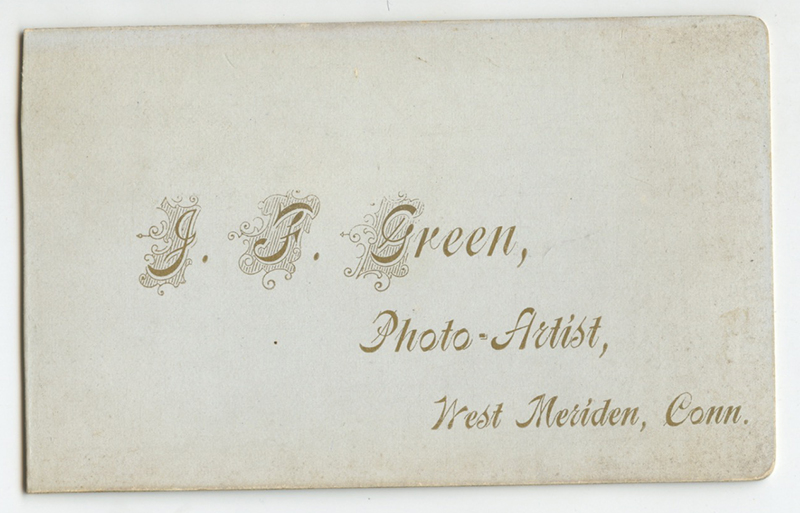 J. F. Green,
Photo-Artist,
West Meriden, Conn.